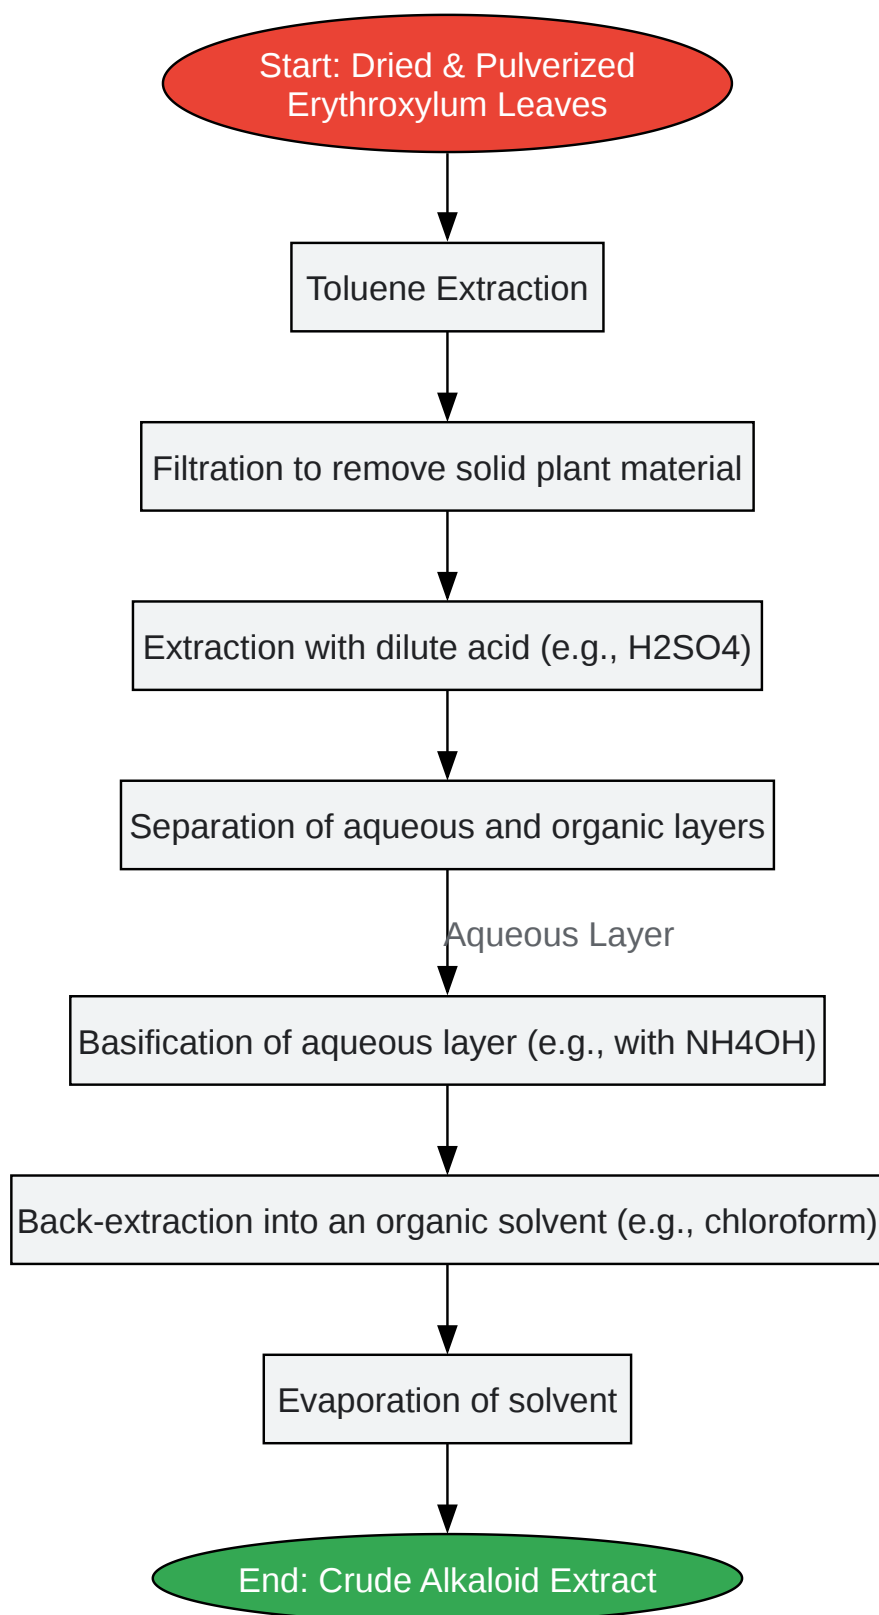 Start: Dried & Pulverized
Erythroxylum Leaves
Toluene Extraction
Filtration to remove solid plant material
Extraction with dilute acid (e.g., H2SO4)
Separation of aqueous and organic layers
Aqueous Layer
Basification of aqueous layer (e.g., with NH4OH)
Back-extraction into an organic solvent (e.g., chloroform)
Evaporation of solvent
End: Crude Alkaloid Extract